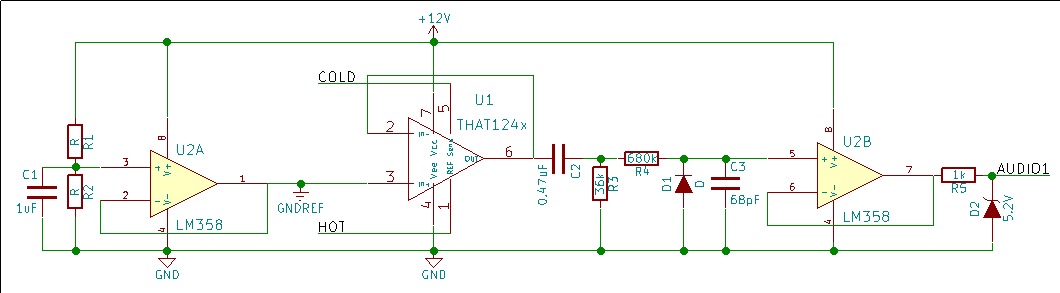 +12V
COLD
U1
THAT124x
7
5
2
6
3
4
1
in-
in+
Vee Vcc
REF Sens
OUT
HOT
GND
R
R1
R
R2
C1
1uF
8
U2A
3
2
1
4
+
-
V+
V-
LM358
GND
GNDREF
0.47uF
C2
36k
R3
680k
R4
D1
D
C3
68pF
8
U2B
5
6
7
4
+
-
V+
V-
LM358
1k
R5
AUDIO1
D2
5.2V